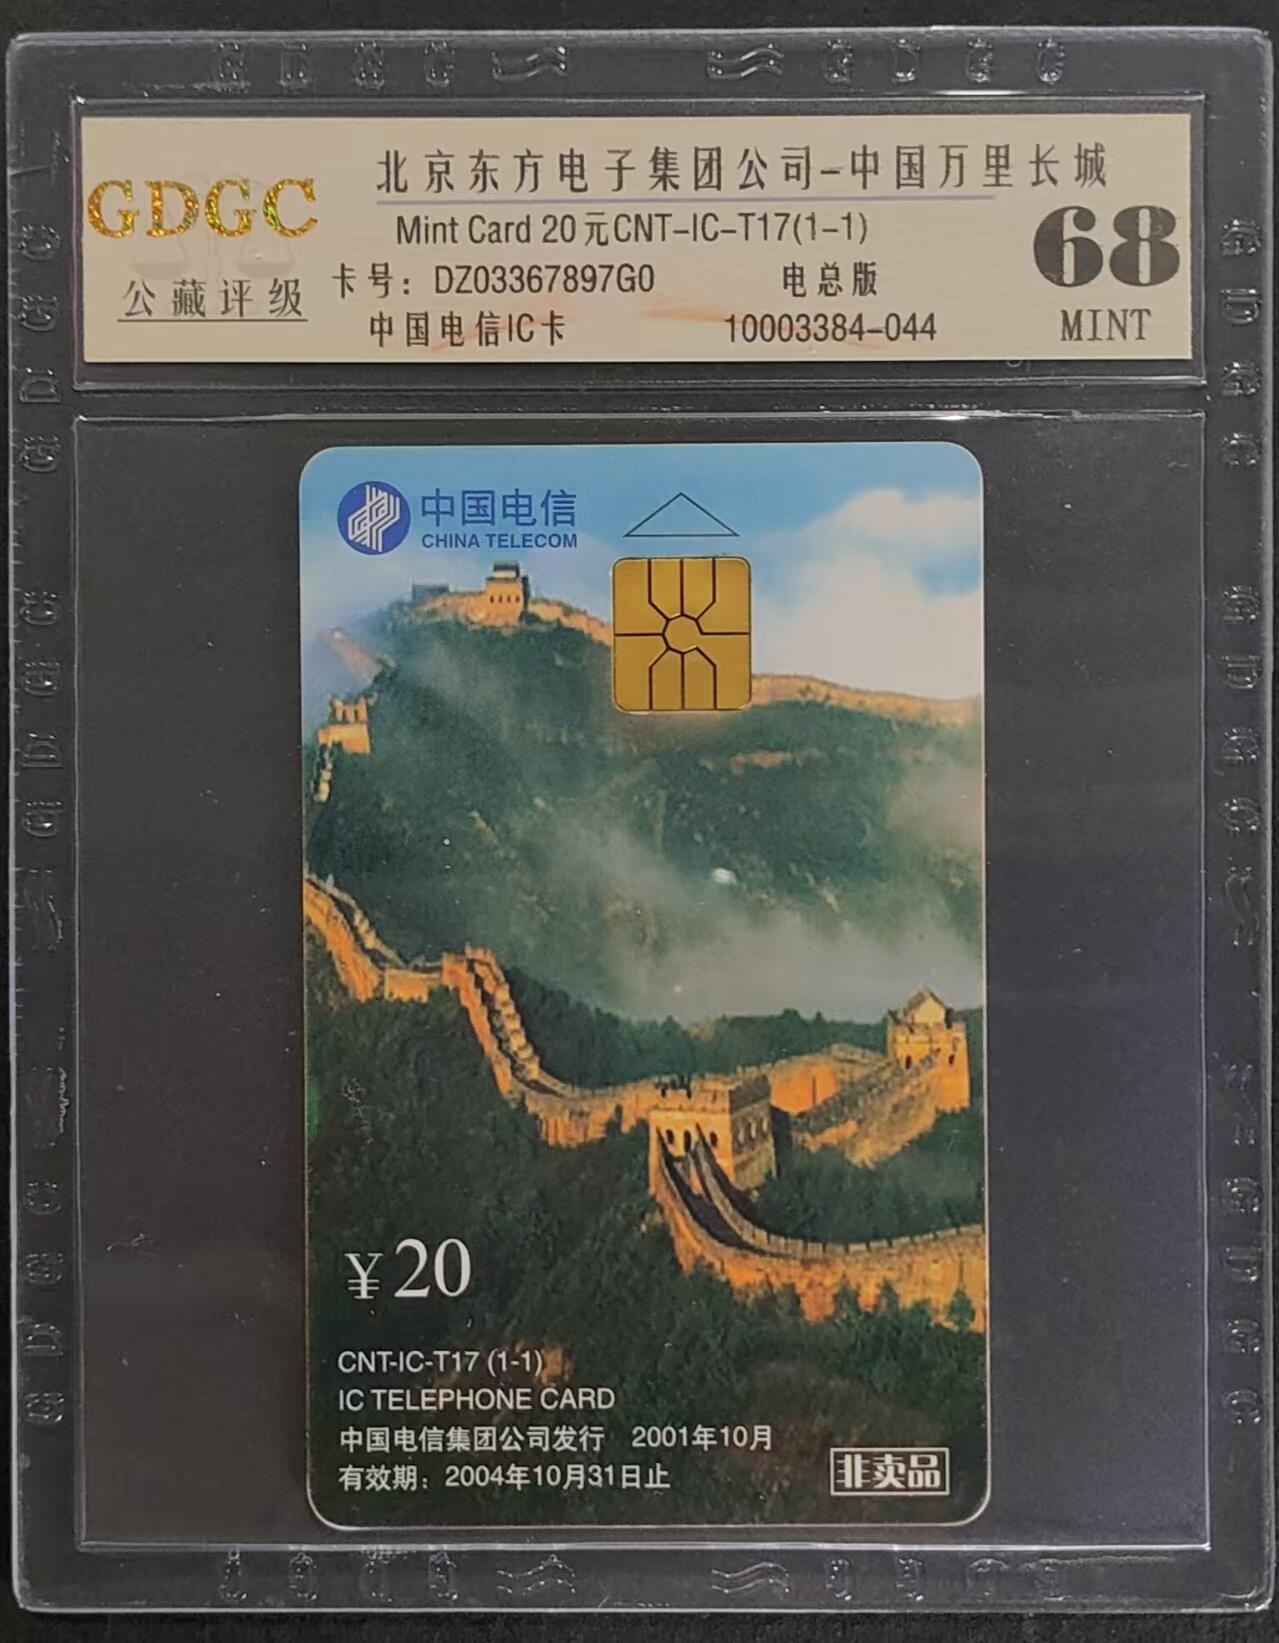 北京东方电子集团公司-中国万里长城
GDGC
公藏评级
Mint Card 20元CNT-IC-T17(1-1)
卡号：DZ03367897G0 电总版
中国电信IC卡 10003384-044
68
MINT
中国电信
CHINA TELECOM
¥20
CNT-IC-T17 (1-1)
IC TELEPHONE CARD
中国电信集团公司发行 2001年10月
有效期：2004年10月31日止
非卖品